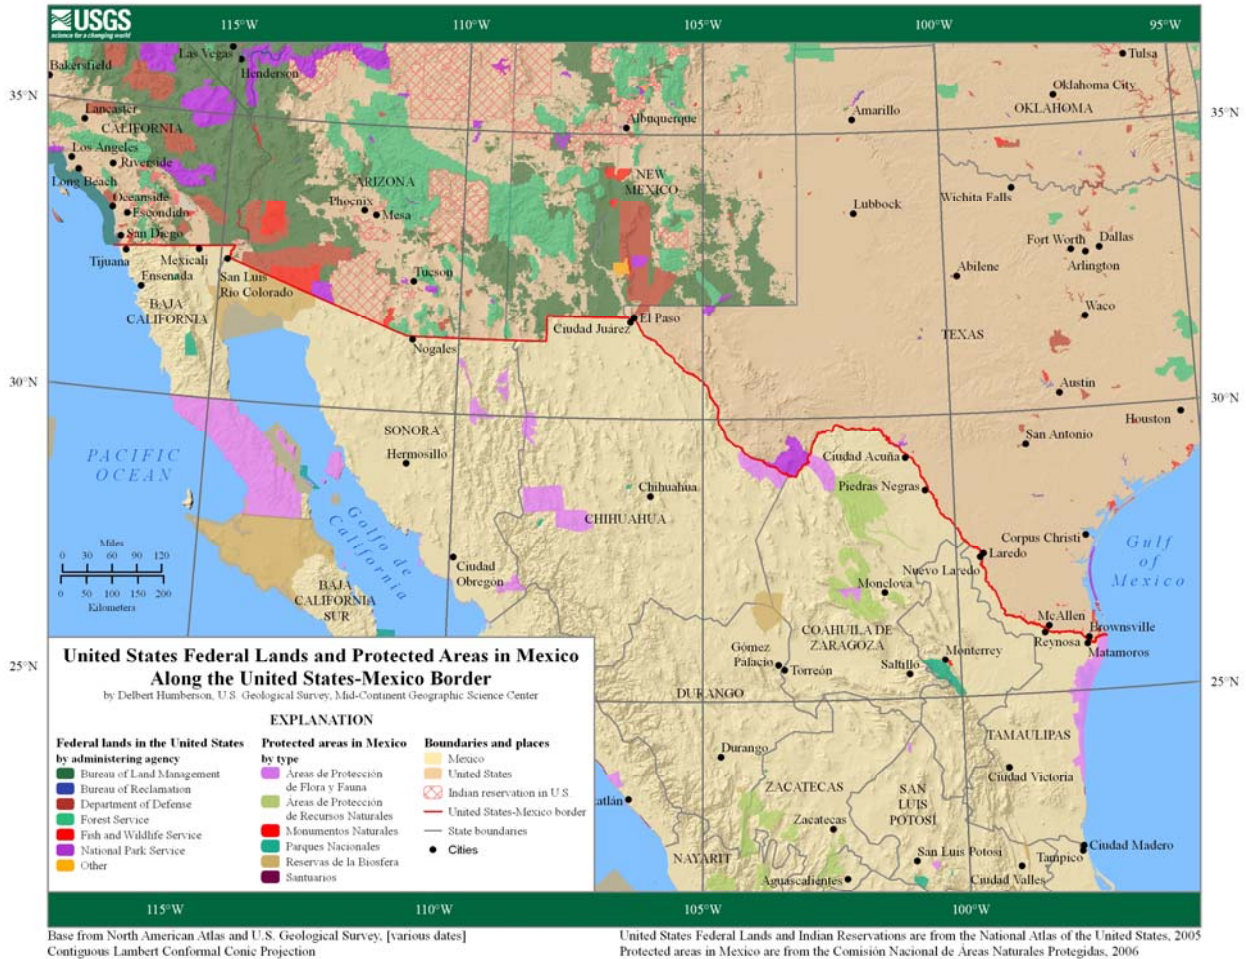 USGS
science for a changing world
115°W
110°W
105°W
100°W
95°W
Las Vegas
Henderson
Tulsa
Bakersfield
Oklahoma City
35°N
Lancaster
Amarillo
OKLAHOMA
35°N
CALIFORNIA
Albuquerque
Los Angeles
Riverside
Long Beach
ARIZONA
NEW
MEXICO
Wichita Falls
Oceanside
Phoenix
Lubbock
Escondido
Mesa
San Diego
Fort Worth
Dallas
Tijuana
Mexicali
Arlington
Ensenada
San Luis
Rio Colorado
Tucson
Abilene
BAJA
CALIFORNIA
Waco
Ciudad Juárez
El Paso
TEXAS
Nogales
30°N
Austin
30°N
Houston
SONORA
San Antonio
PACIFIC
OCEAN
Hermosillo
Ciudad Acuña
Chihuahua
Piedras Negras
CHIHUAHUA
Golfo de
California
Corpus Christi
Gulf
of
Mexico
Miles
0 30 60 90 120
0 50 100 150 200
Kilometers
Ciudad
Obregón
Laredo
Nuevo Laredo
BAJA
CALIFORNIA
SUR
Monclova
McAllen
Brownsville
COAHUILA DE
ZARAGOZA
Reynosa
Matamoros
Gómez
Palacio
Torreón
Saltillo
Monterrey
25°N
25°N
DURANGO
TAMAULIPAS
Durango
Ciudad Victoria
ZACATECAS
SAN
LUIS
POTOSÍ
atlán
Zacatecas
NAYARIT
San Luis Potosí
Ciudad Madero
Tampico
Aguascalientes
Ciudad Valles
United States Federal Lands and Protected Areas in Mexico
Along the United States-Mexico Border
by Delbert Humberson, U.S. Geological Survey, Mid-Continent Geographic Science Center
EXPLANATION
Federal lands in the United States
by administering agency
Bureau of Land Management
Bureau of Reclamation
Department of Defense
Forest Service
Fish and Wildlife Service
National Park Service
Other
Protected areas in Mexico
by type
Áreas de Protección
de Flora y Fauna
Áreas de Protección
de Recursos Naturales
Monumentos Naturales
Parques Nacionales
Reservas de la Biosfera
Santuarios
Boundaries and places
Mexico
United States
Indian reservation in U.S.
United States-Mexico border
State boundaries
Cities
115°W
110°W
105°W
100°W
Base from North American Atlas and U.S. Geological Survey, [various dates]
Contiguous Lambert Conformal Conic Projection
United States Federal Lands and Indian Reservations are from the National Atlas of the United States, 2005
Protected areas in Mexico are from the Comisión Nacional de Áreas Naturales Protegidas, 2006